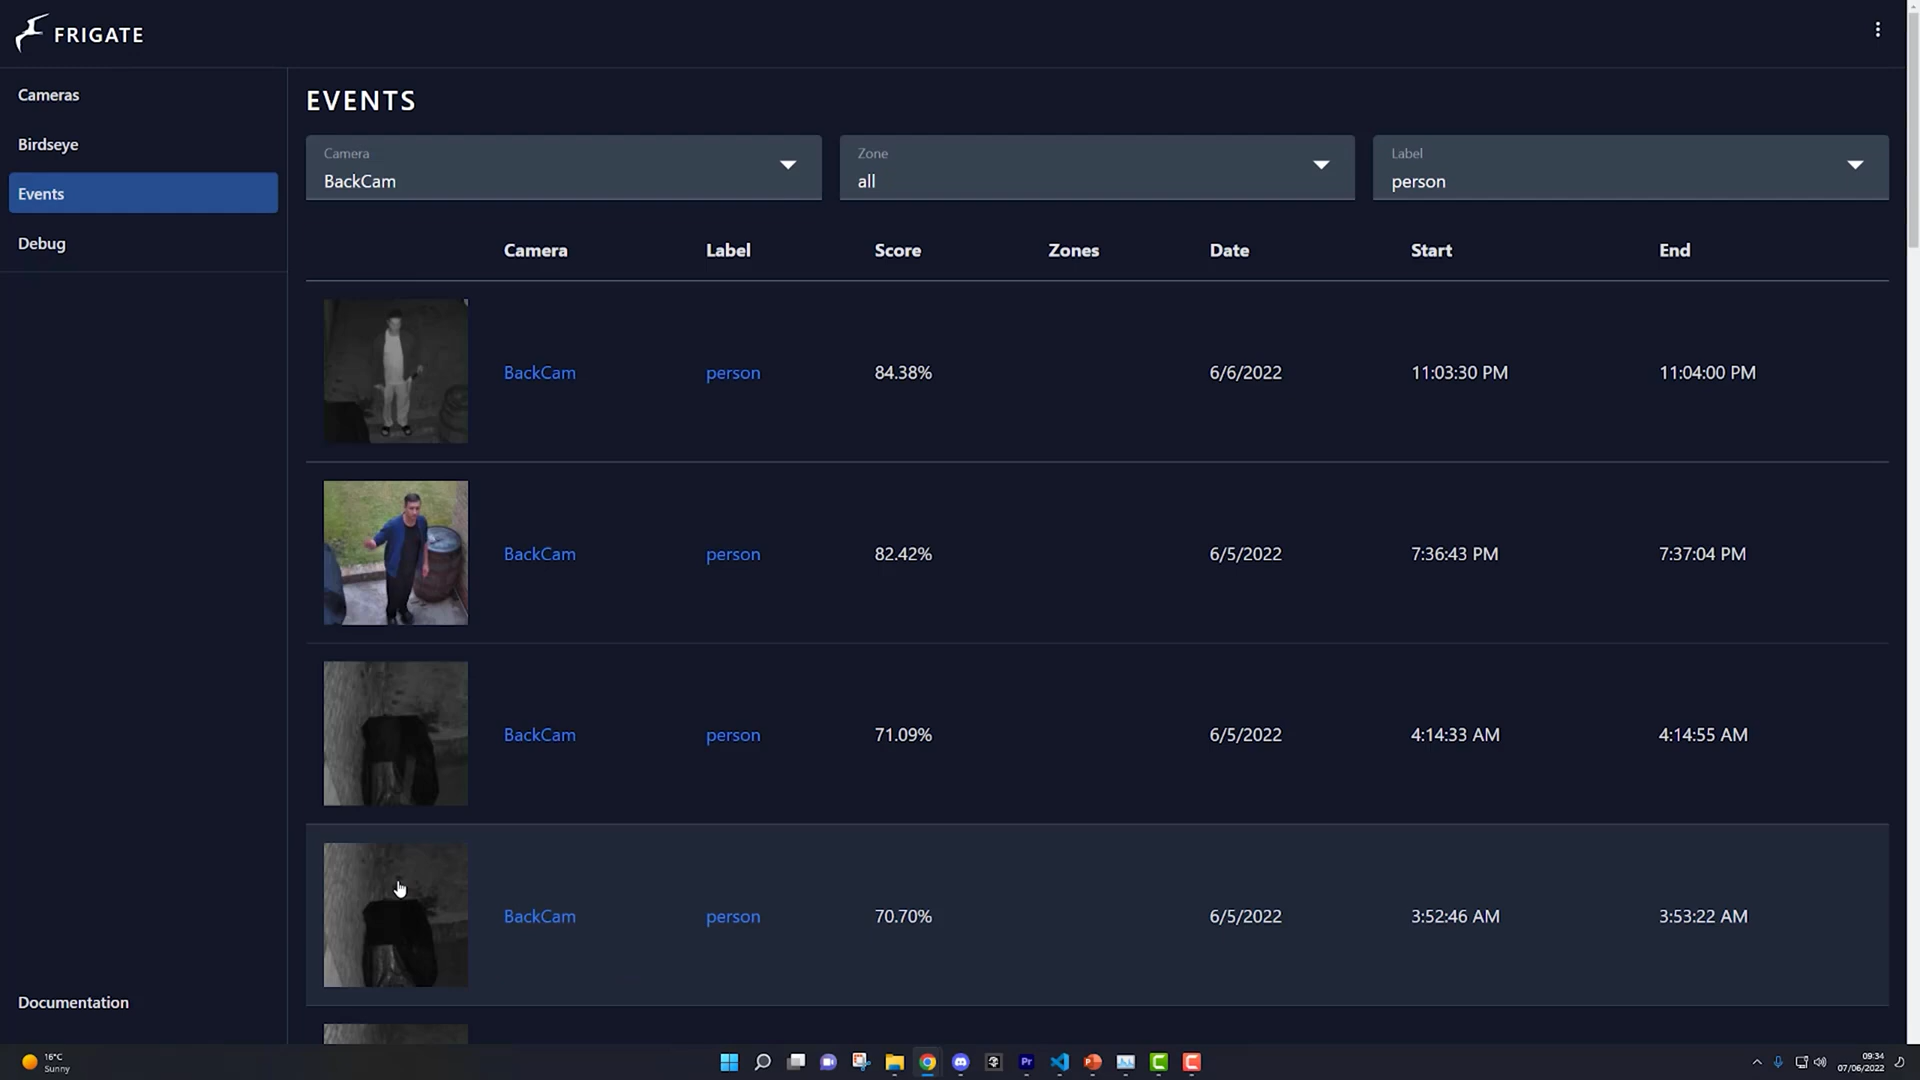 FRIGATE
Cameras
Birdseye
Events
Debug
Documentation
EVENTS
Camera
BackCam
Zone
all
Label
person
Camera Label Score Zones Date Start End
BackCam person 84.38% 6/6/2022 11:03:30 PM 11:04:00 PM
BackCam person 82.42% 6/5/2022 7:36:43 PM 7:37:04 PM
BackCam person 71.09% 6/5/2022 4:14:33 AM 4:14:55 AM
BackCam person 70.70% 6/5/2022 3:52:46 AM 3:53:22 AM
16°C
Sunny
Pr
09:34
07/06/2022